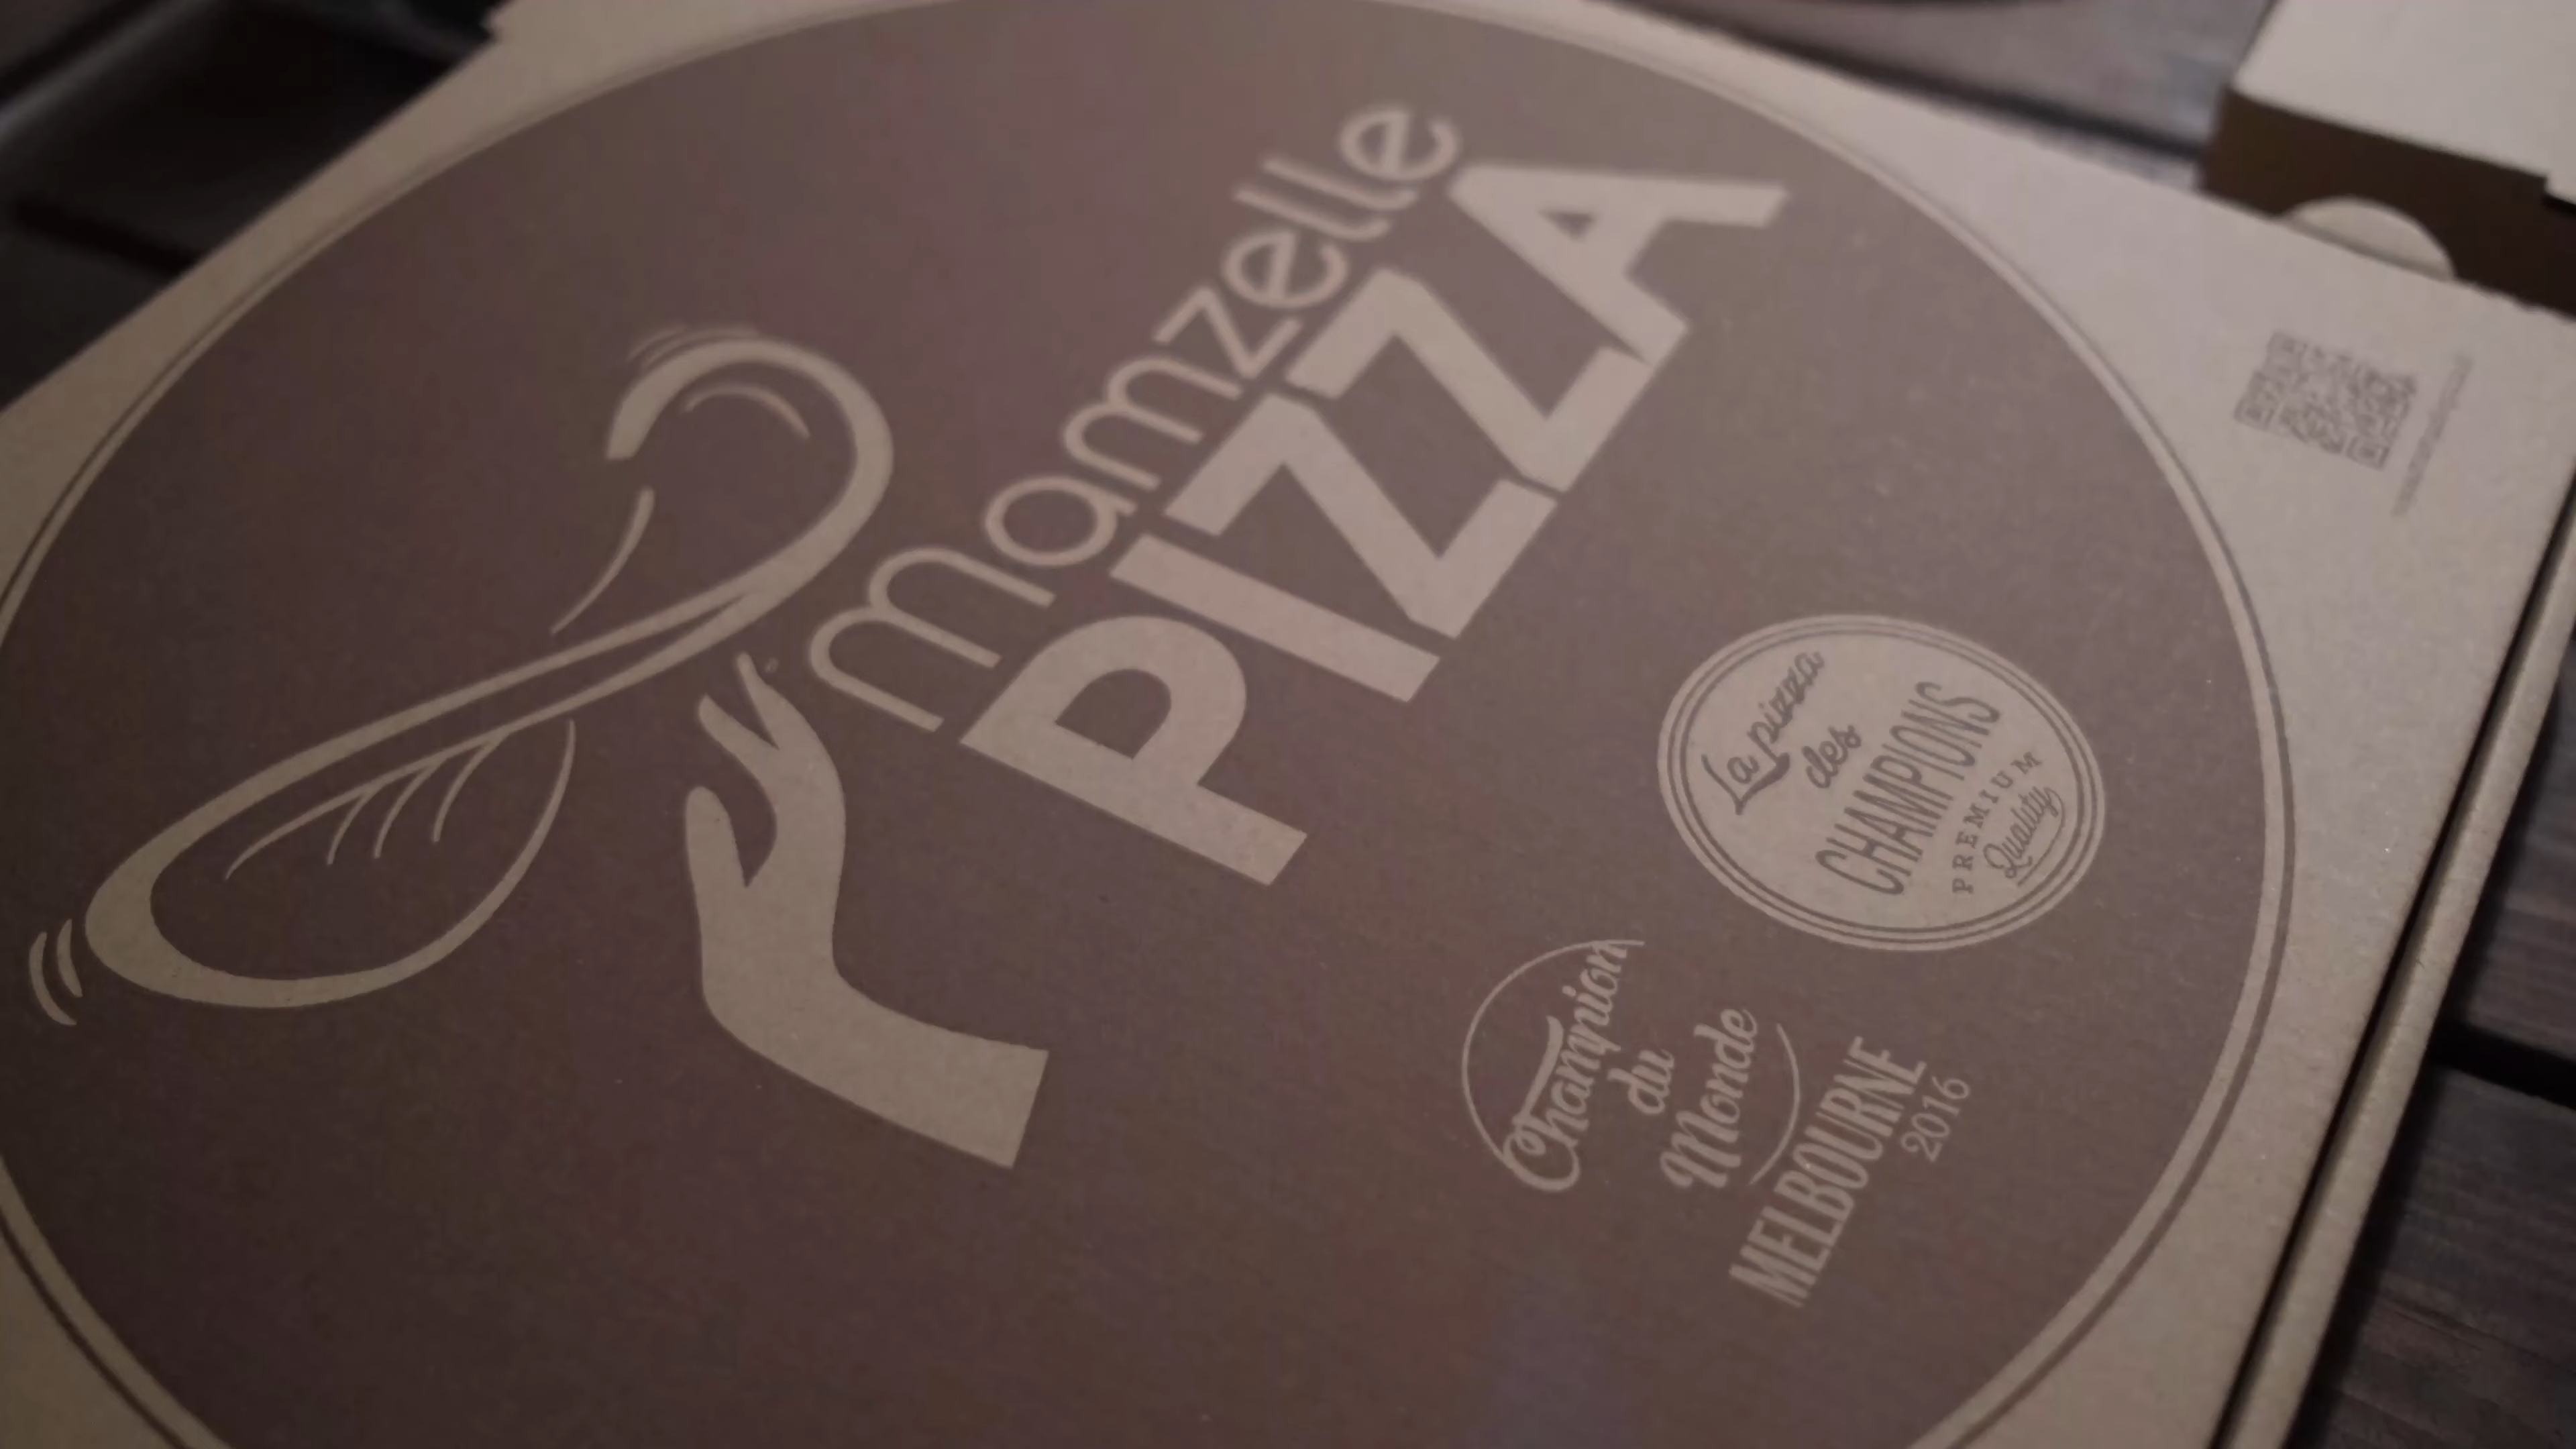 mamzelle
PIZZA
La pizza
des
CHAMPIONS
PREMIUM
Quality
Champion
du
Monde
MELBOURNE
2016